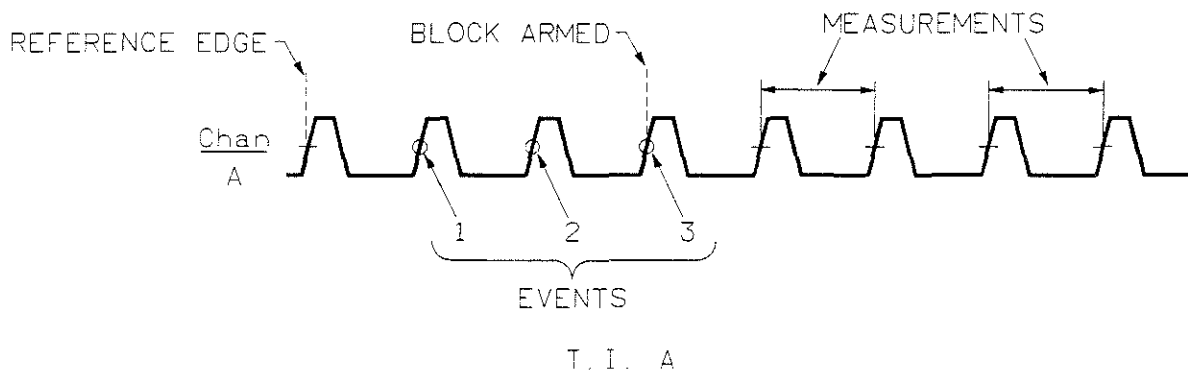 MEASUREMENTS
REFERENCE EDGE
BLOCK ARMED
Chan
A
1 2 3
EVENTS
T.I. A